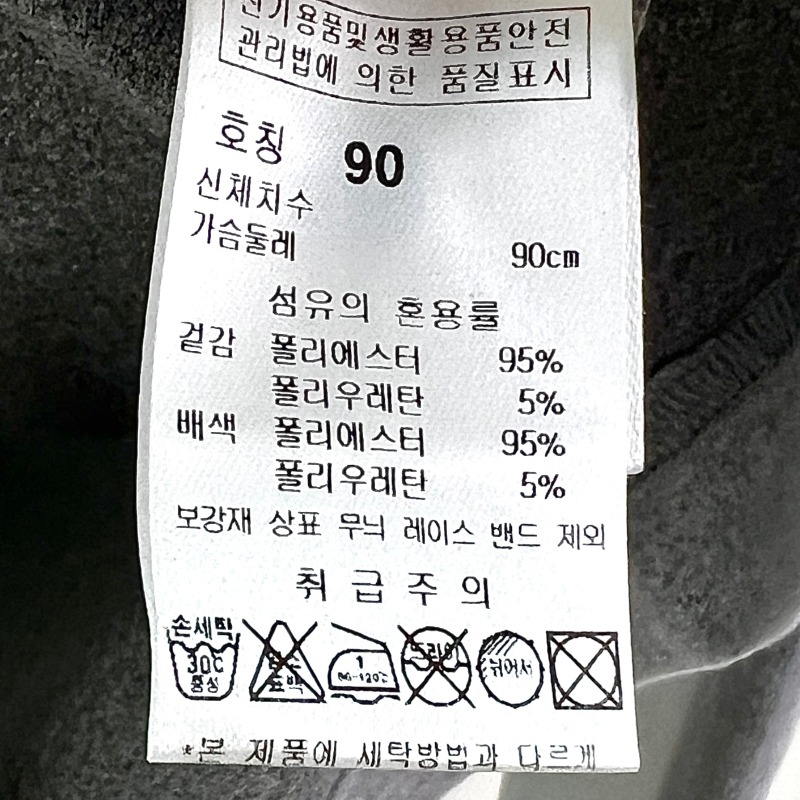 전기용품및생활용품안전
관리법에 의한 품질표시
호칭 90
신체치수
가슴둘레 90cm
섬유의 혼용률
겉감 폴리에스터 95%
폴리우레탄 5%
배색 폴리에스터 95%
폴리우레탄 5%
보강재 상표 무늬 레이스 밴드 제외
취급주의
손세탁
30℃
중성
표백
1
뉘어서
*본 제품에 세탁방법과 다르게